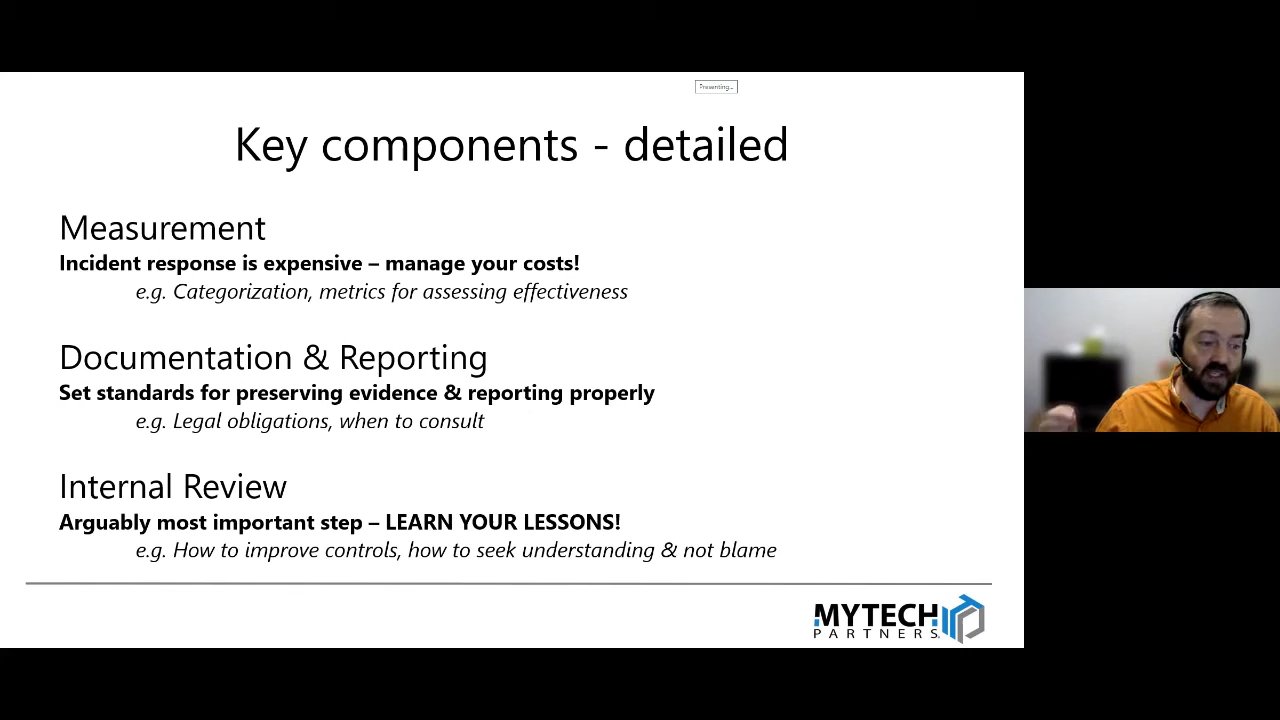 Presenting...
Key components - detailed
Measurement
Incident response is expensive – manage your costs!
e.g. Categorization, metrics for assessing effectiveness
Documentation & Reporting
Set standards for preserving evidence & reporting properly
e.g. Legal obligations, when to consult
Internal Review
Arguably most important step – LEARN YOUR LESSONS!
e.g. How to improve controls, how to seek understanding & not blame
MYTECH
PARTNERS